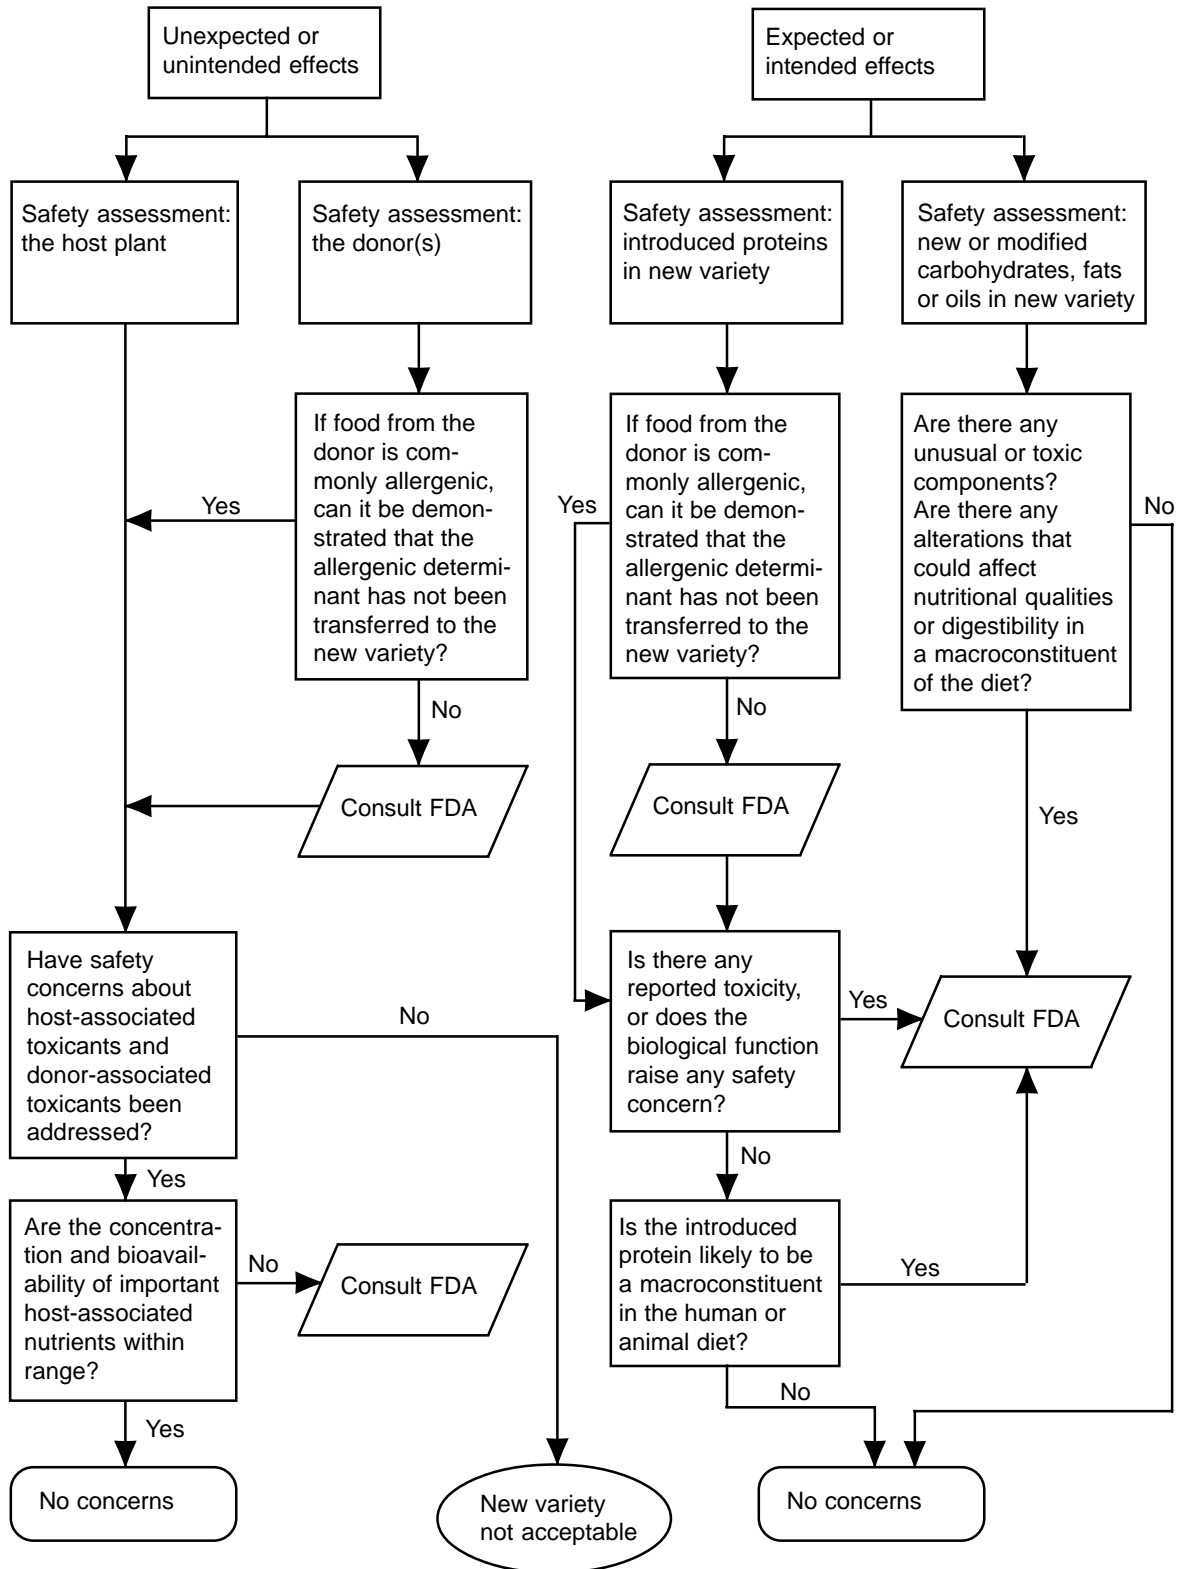 Unexpected or
unintended effects
Expected or
intended effects
Safety assessment:
the host plant
Safety assessment:
the donor(s)
Safety assessment:
introduced proteins
in new variety
Safety assessment:
new or modified
carbohydrates, fats
or oils in new variety
If food from the
donor is com-
monly allergenic,
can it be demon-
strated that the
allergenic determi-
nant has not been
transferred to the
new variety?
Yes
No
If food from the
donor is com-
monly allergenic,
can it be demon-
strated that the
allergenic determi-
nant has not been
transferred to the
new variety?
Yes
No
Are there any
unusual or toxic
components?
Are there any
alterations that
could affect
nutritional qualities
or digestibility in
a macroconstituent
of the diet?
No
Yes
Consult FDA
Consult FDA
Have safety
concerns about
host-associated
toxicants and
donor-associated
toxicants been
addressed?
No
Yes
Is there any
reported toxicity,
or does the
biological function
raise any safety
concern?
Yes
No
Consult FDA
Are the concentra-
tion and bioavail-
ability of important
host-associated
nutrients within
range?
No
Yes
Consult FDA
Is the introduced
protein likely to be
a macroconstituent
in the human or
animal diet?
Yes
No
No concerns
New variety
not acceptable
No concerns